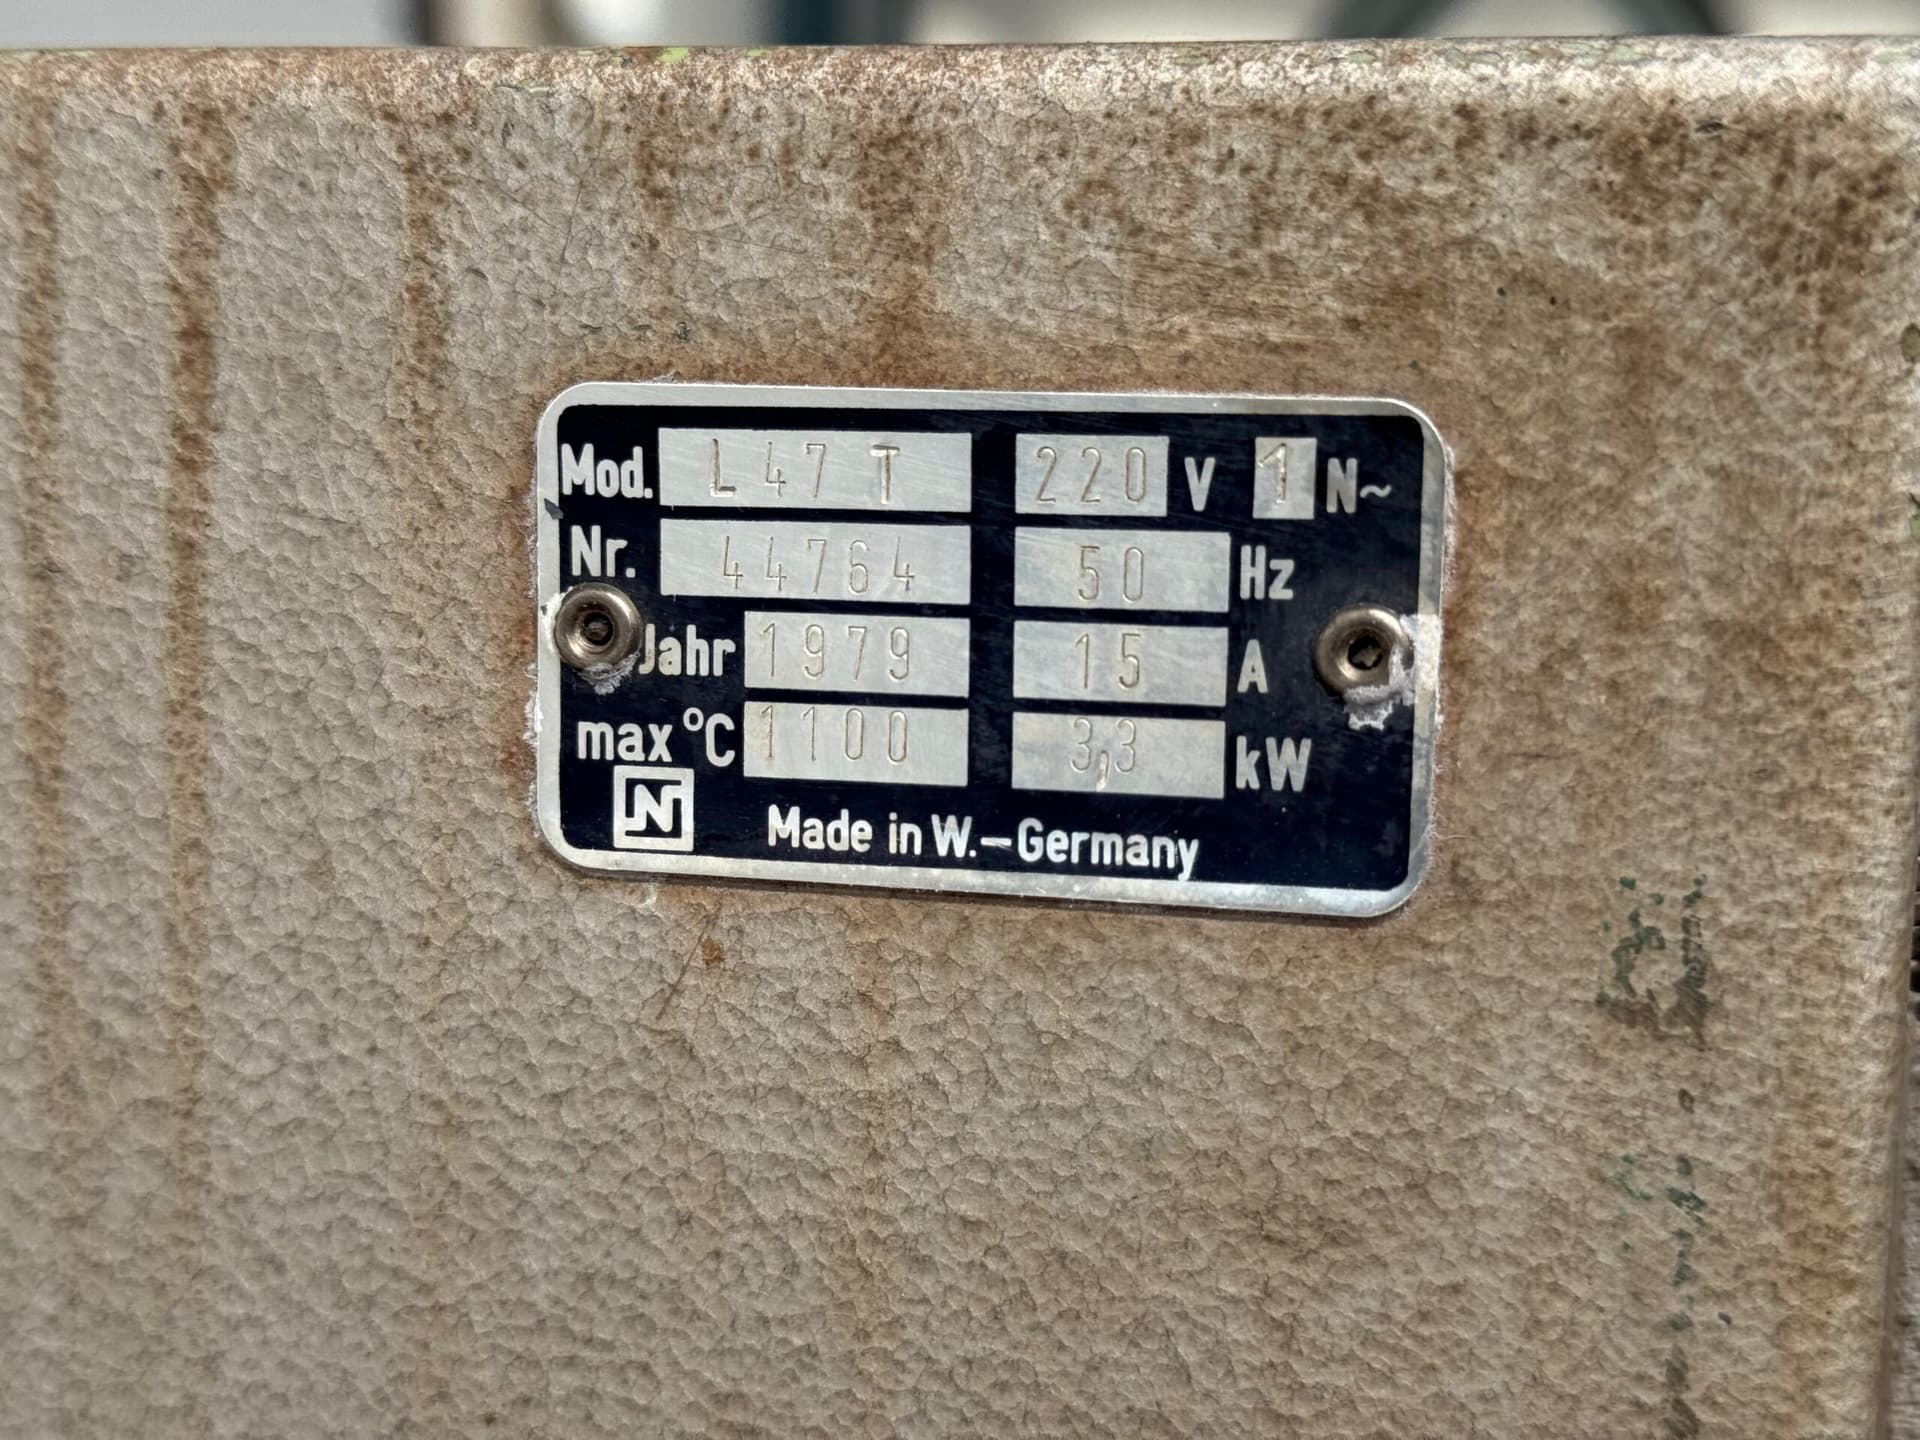 Mod. L 47 T 220 V 1 N~
Nr. 44764 50 Hz
Jahr 1979 15 A
max °C 1100 3,3 kW
N Made in W.-Germany